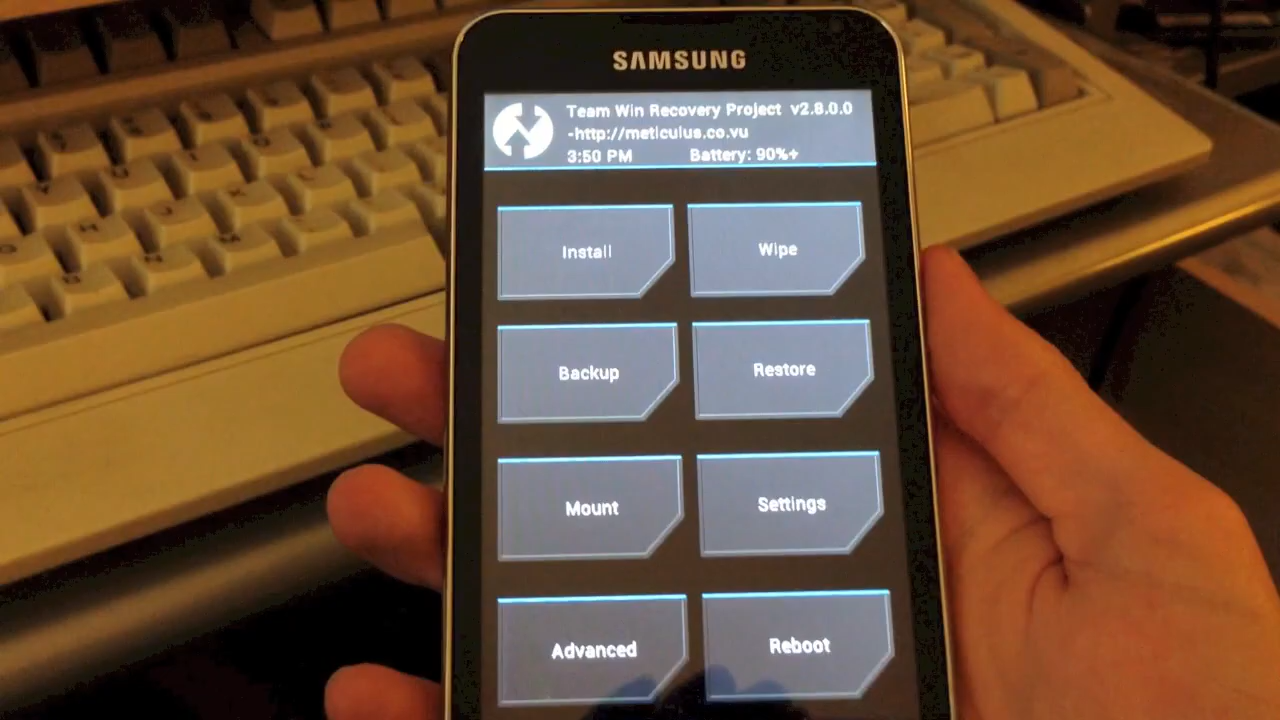 SAMSUNG
Team Win Recovery Project v2.8.0.0
-http://meticulus.co.vu
3:50 PM Battery: 90%+
Install Wipe
Backup Restore
Mount Settings
Advanced Reboot